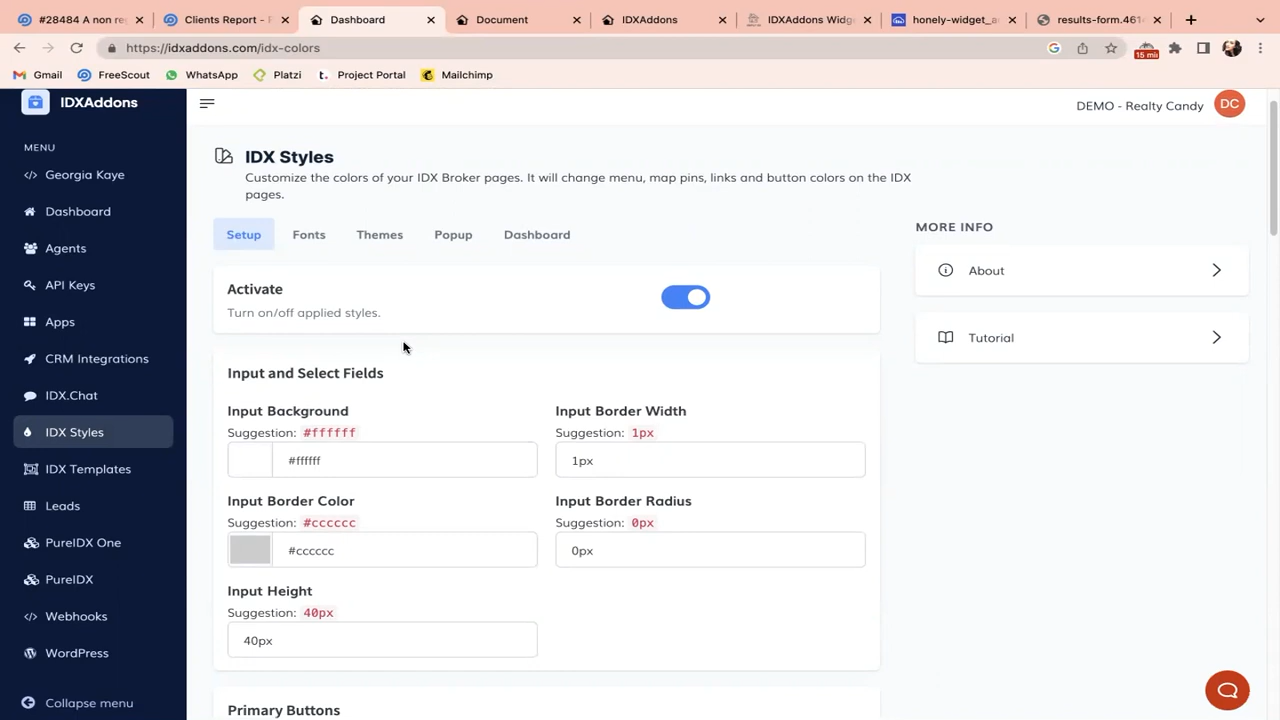 #28484 A non re
Clients Report - F
Dashboard
Document
IDXAddons
IDXAddons Widg
honely-widget_a
results-form.461
https://idxaddons.com/idx-colors
15 mi
Gmail
FreeScout
WhatsApp
Platzi
Project Portal
Mailchimp
IDXAddons
DEMO - Realty Candy
DC
MENU
Georgia Kaye
Dashboard
Agents
API Keys
Apps
CRM Integrations
IDX.Chat
IDX Styles
IDX Templates
Leads
PureIDX One
PureIDX
Webhooks
WordPress
Collapse menu
IDX Styles
Customize the colors of your IDX Broker pages. It will change menu, map pins, links and button colors on the IDX
pages.
Setup
Fonts
Themes
Popup
Dashboard
Activate
Turn on/off applied styles.
Input and Select Fields
Input Background
Suggestion: #ffffff
#ffffff
Input Border Width
Suggestion: 1px
1px
Input Border Color
Suggestion: #cccccc
#cccccc
Input Border Radius
Suggestion: 0px
0px
Input Height
Suggestion: 40px
40px
Primary Buttons
MORE INFO
About
Tutorial